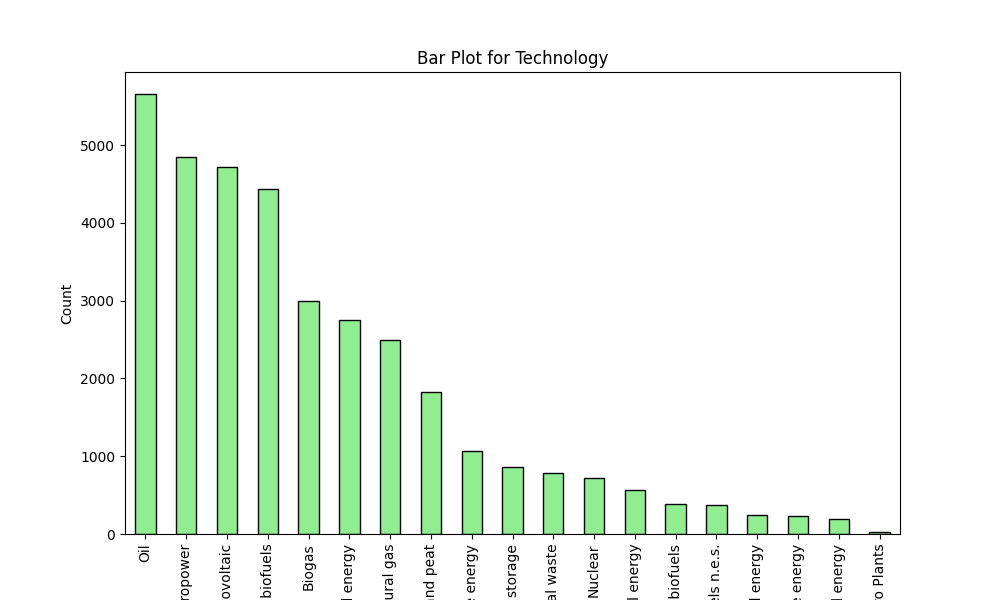 Bar Plot for Technology
Count
5000
4000
3000
2000
1000
0
Oil
ropower
ovoltaic
biofuels
Biogas
l energy
ural gas
and peat
e energy
storage
al waste
Nuclear
l energy
biofuels
els n.e.s.
l energy
e energy
l energy
o Plants